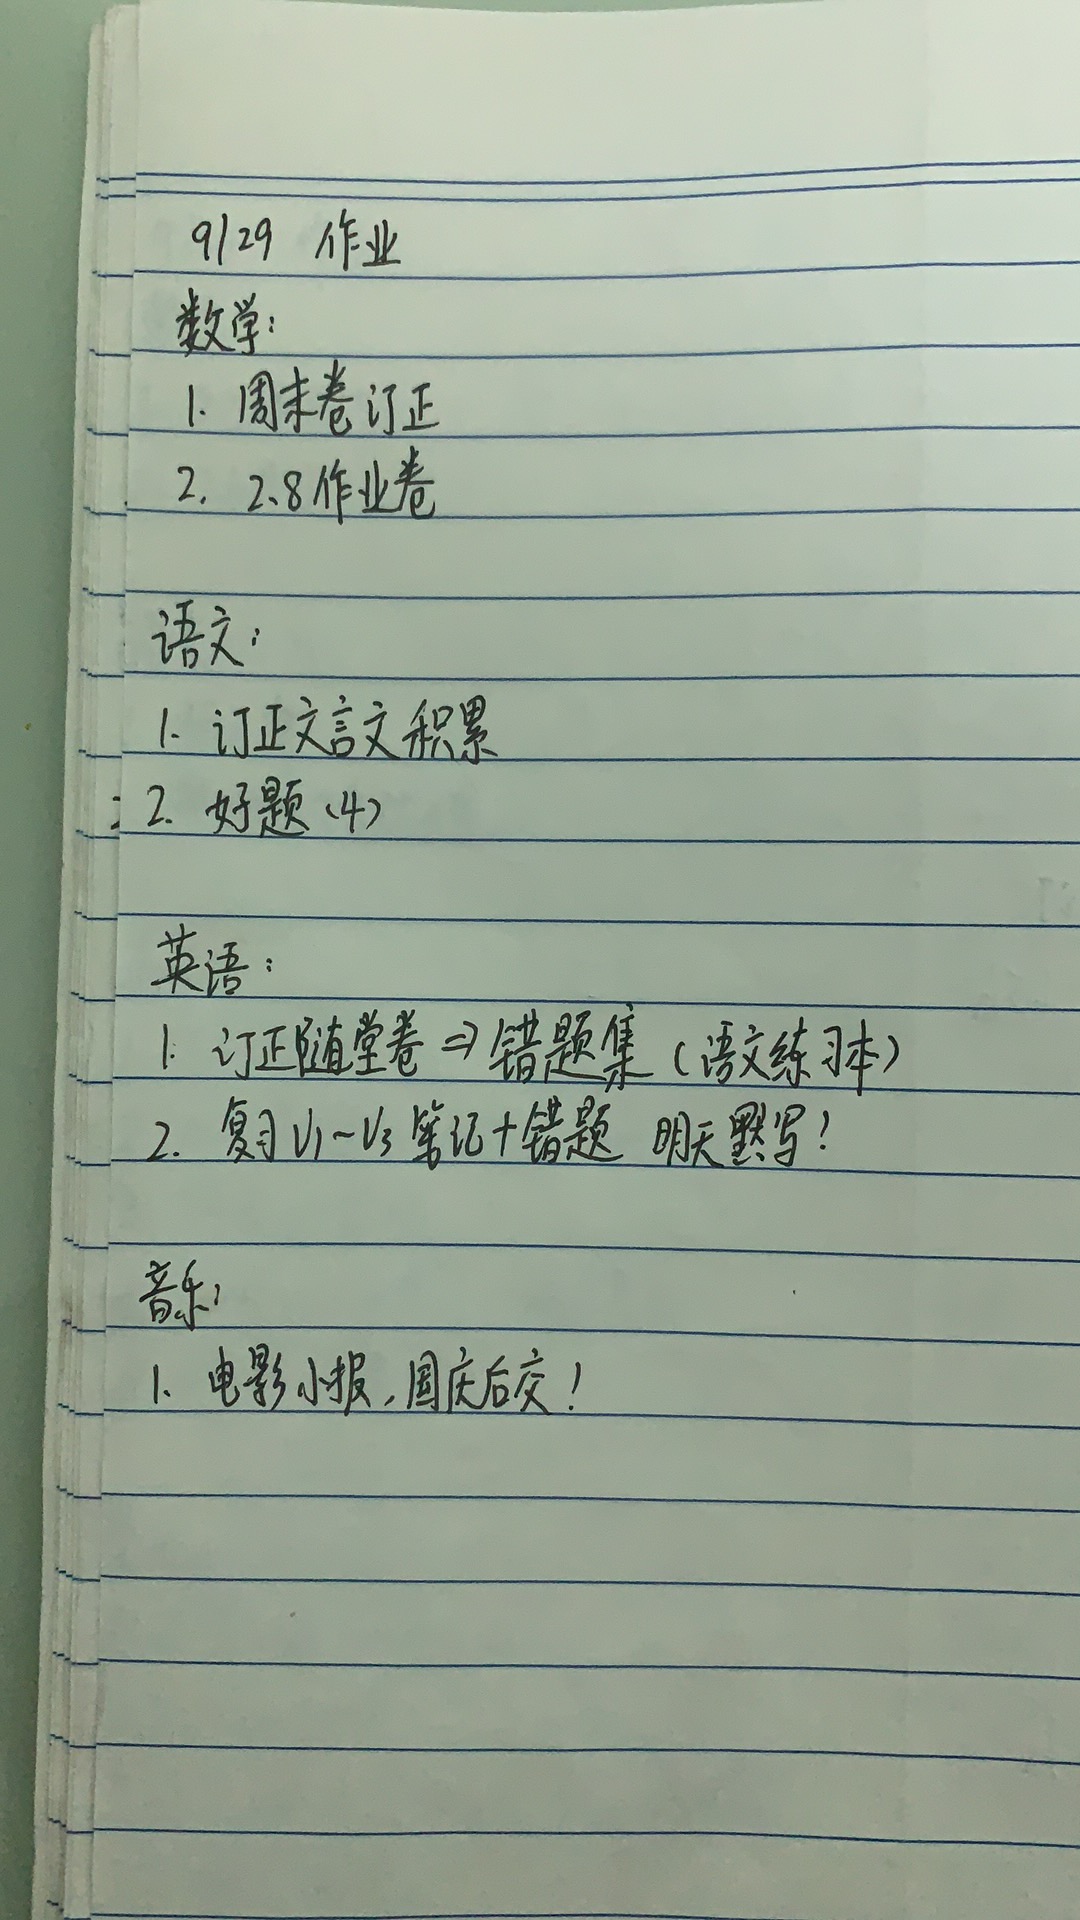 9/29 作业
数学:
1. 周末卷订正
2. 2.8作业卷
语文:
1. 订正文言文积累
2. 好题(4)
英语:
1. 订正随堂卷 ⇒ 错题集 (语文练习本)
2. 复习U1~U3笔记+错题 明天默写!
音乐:
1. 电影小报,国庆后交!